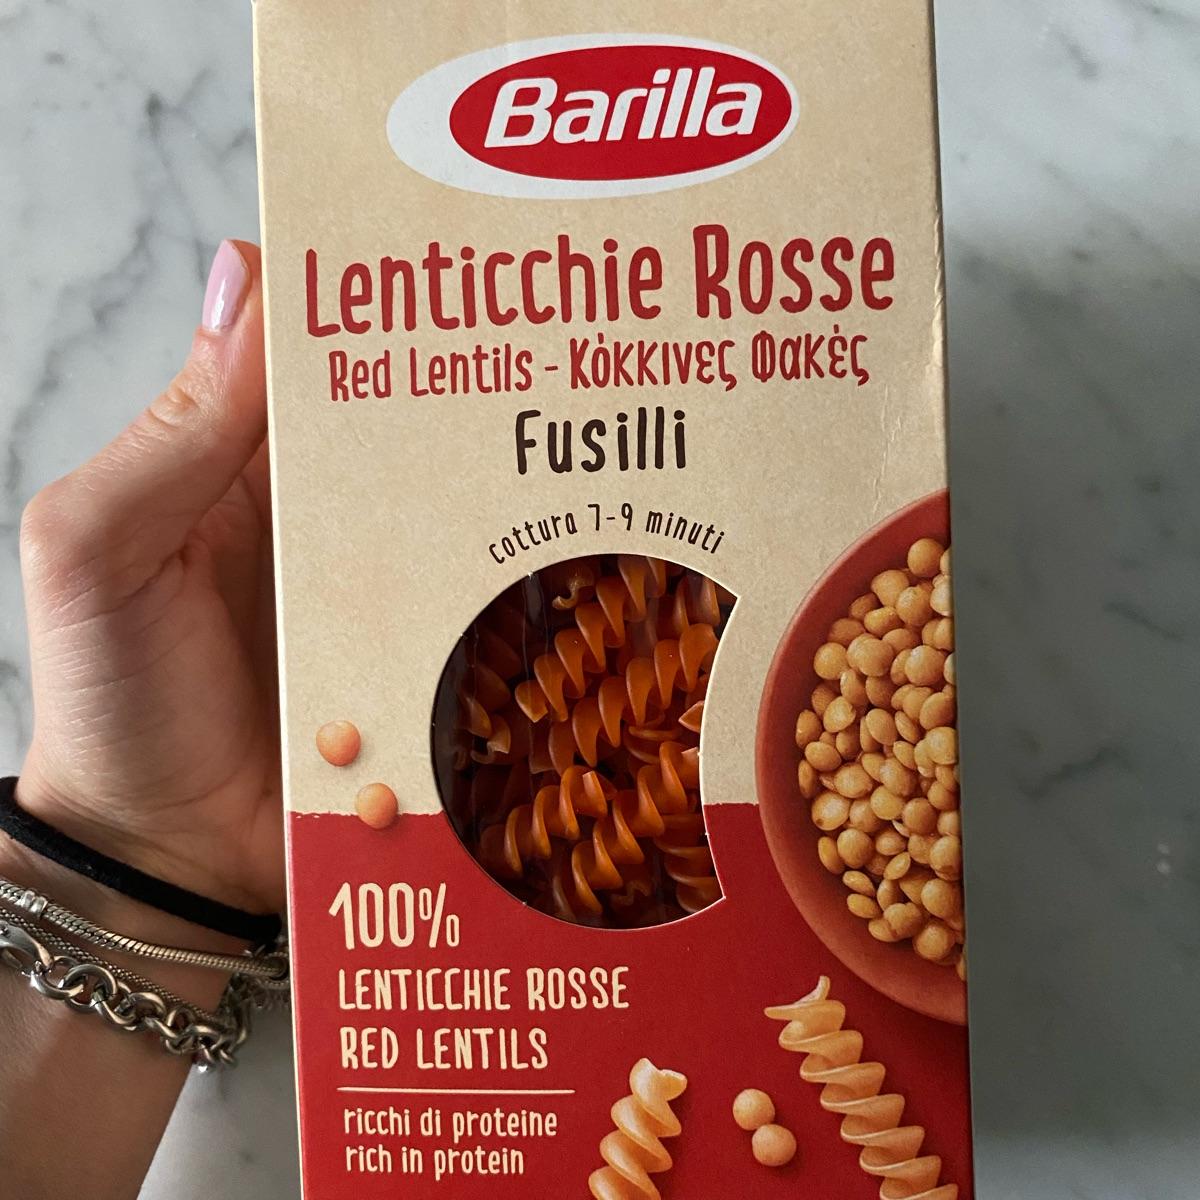 Barilla
Lenticchie Rosse
Red Lentils - Κόκκινες Φακές
Fusilli
cottura 7-9 minuti
100%
LENTICCHIE ROSSE
RED LENTILS
ricchi di proteine
rich in protein